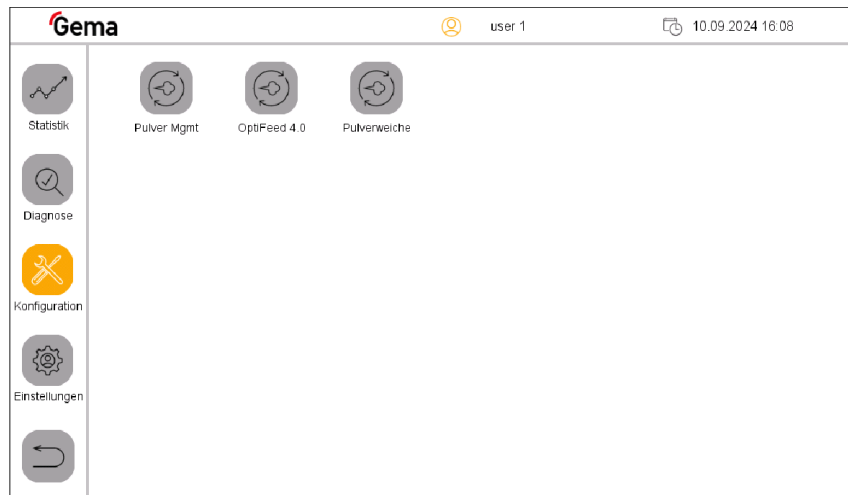 Gema
user 1
10.09.2024 16:08
Statistik
Pulver Mgmt
OptiFeed 4.0
Pulverweiche
Diagnose
Konfiguration
Einstellungen